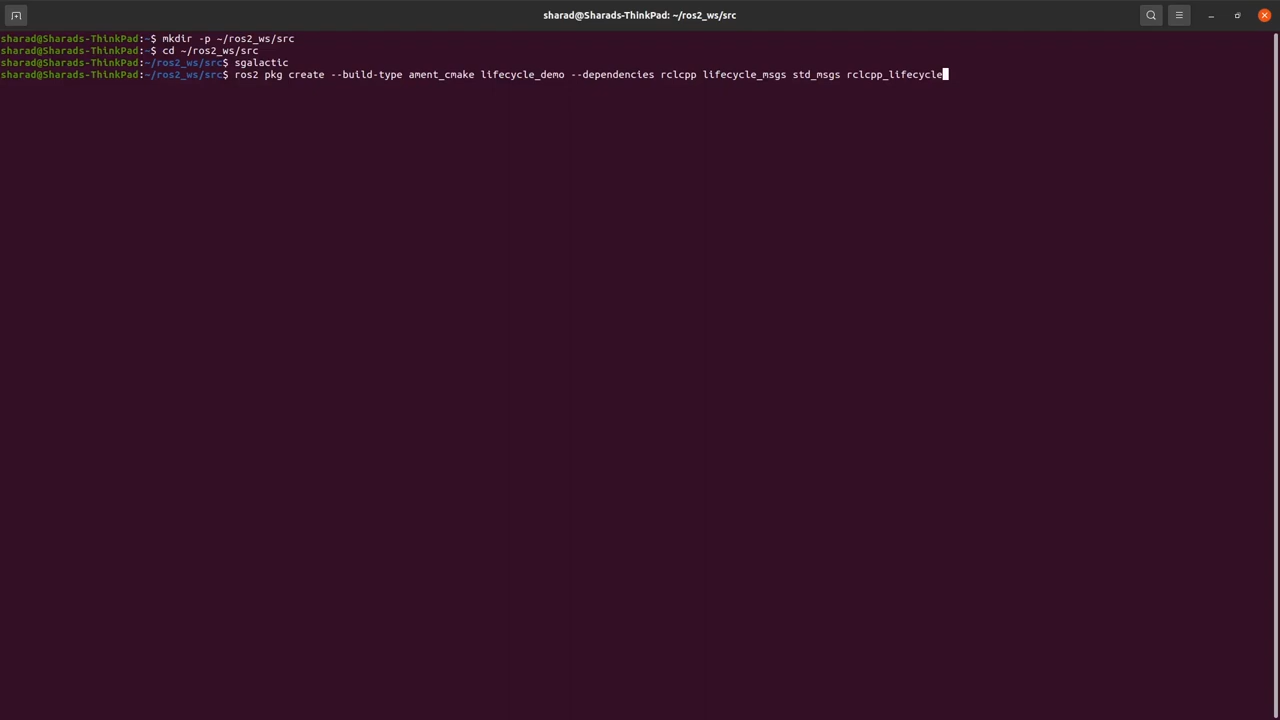 sharad@Sharads-ThinkPad: ~/ros2_ws/src
sharad@Sharads-ThinkPad:~$ mkdir -p ~/ros2_ws/src
sharad@Sharads-ThinkPad:~$ cd ~/ros2_ws/src
sharad@Sharads-ThinkPad:~/ros2_ws/src$ sgalactic
sharad@Sharads-ThinkPad:~/ros2_ws/src$ ros2 pkg create --build-type ament_cmake lifecycle_demo --dependencies rclcpp lifecycle_msgs std_msgs rclcpp_lifecycle